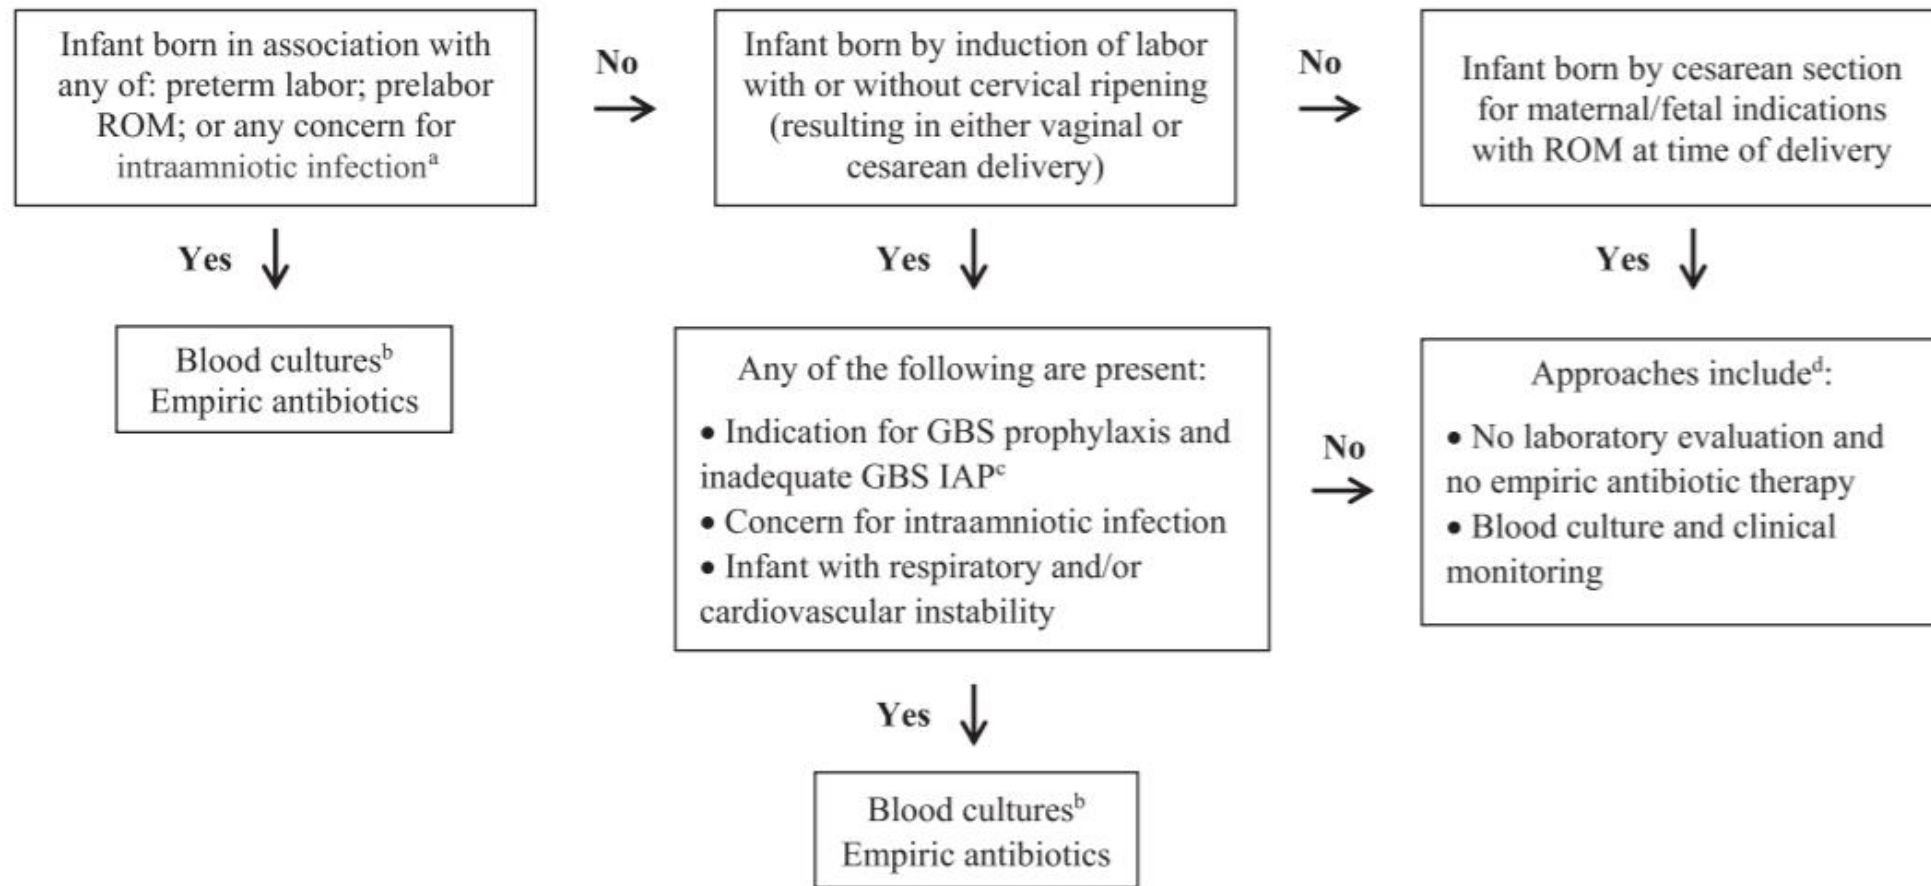 Infant born in association with
any of: preterm labor; prelabor
ROM; or any concern for
intraamniotic infectionᵃ
No
Infant born by induction of labor
with or without cervical ripening
(resulting in either vaginal or
cesarean delivery)
No
Infant born by cesarean section
for maternal/fetal indications
with ROM at time of delivery
Yes
Yes
Yes
Blood culturesᵇ
Empiric antibiotics
Any of the following are present:
• Indication for GBS prophylaxis and
inadequate GBS IAPᶜ
• Concern for intraamniotic infection
• Infant with respiratory and/or
cardiovascular instability
No
Approaches includeᵈ:
• No laboratory evaluation and
no empiric antibiotic therapy
• Blood culture and clinical
monitoring
Yes
Blood culturesᵇ
Empiric antibiotics